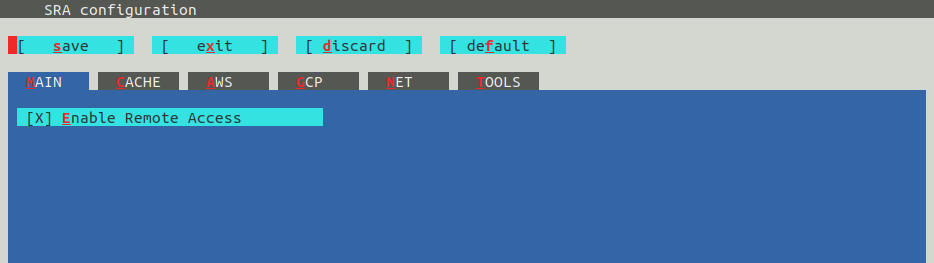 SRA configuration
[ save ] [ exit ] [ discard ] [ default ]
MAIN CACHE AWS GCP NET TOOLS
[X] Enable Remote Access